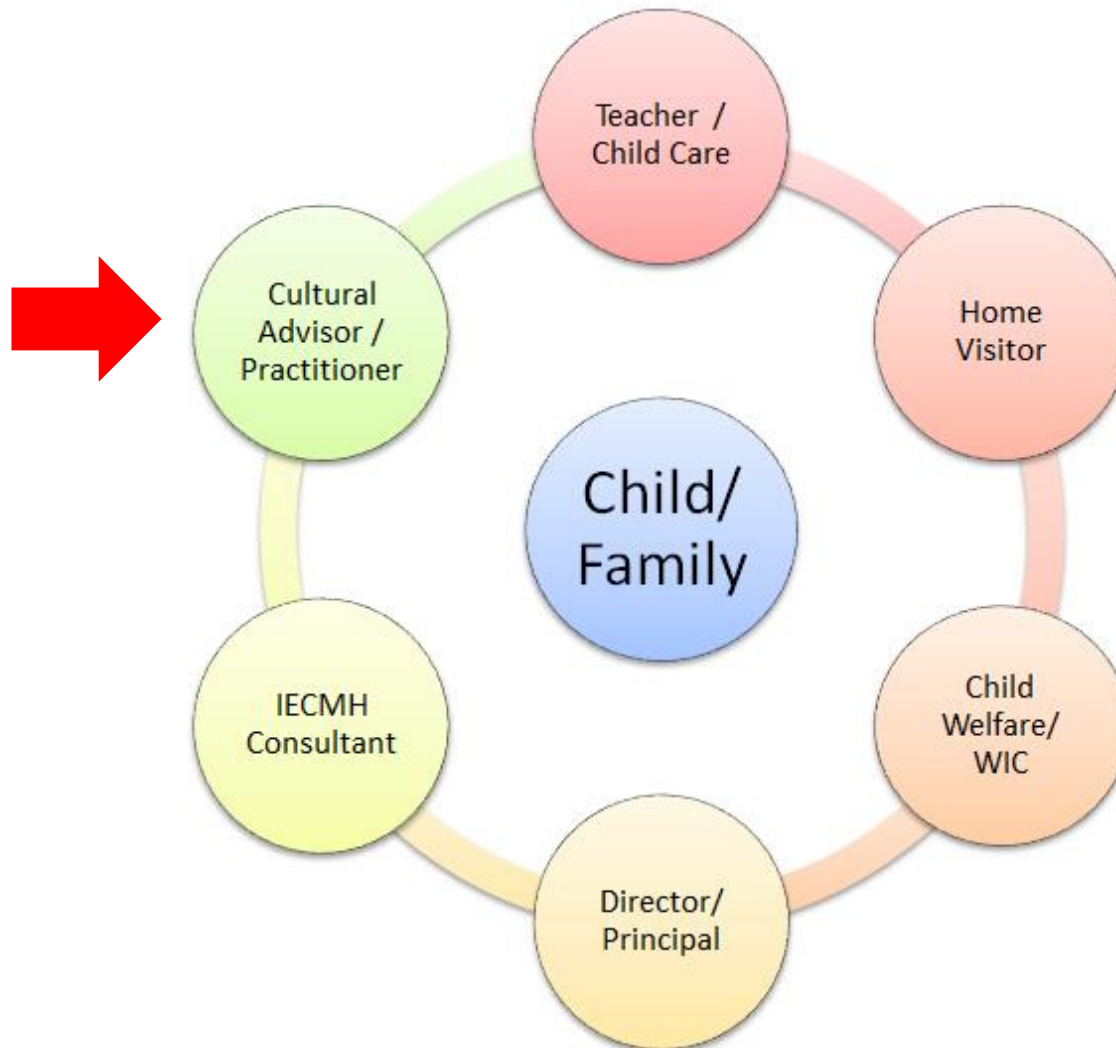 Teacher /
Child Care
Home
Visitor
Child
Welfare/
WIC
Director/
Principal
IECMH
Consultant
Cultural
Advisor /
Practitioner
Child/
Family